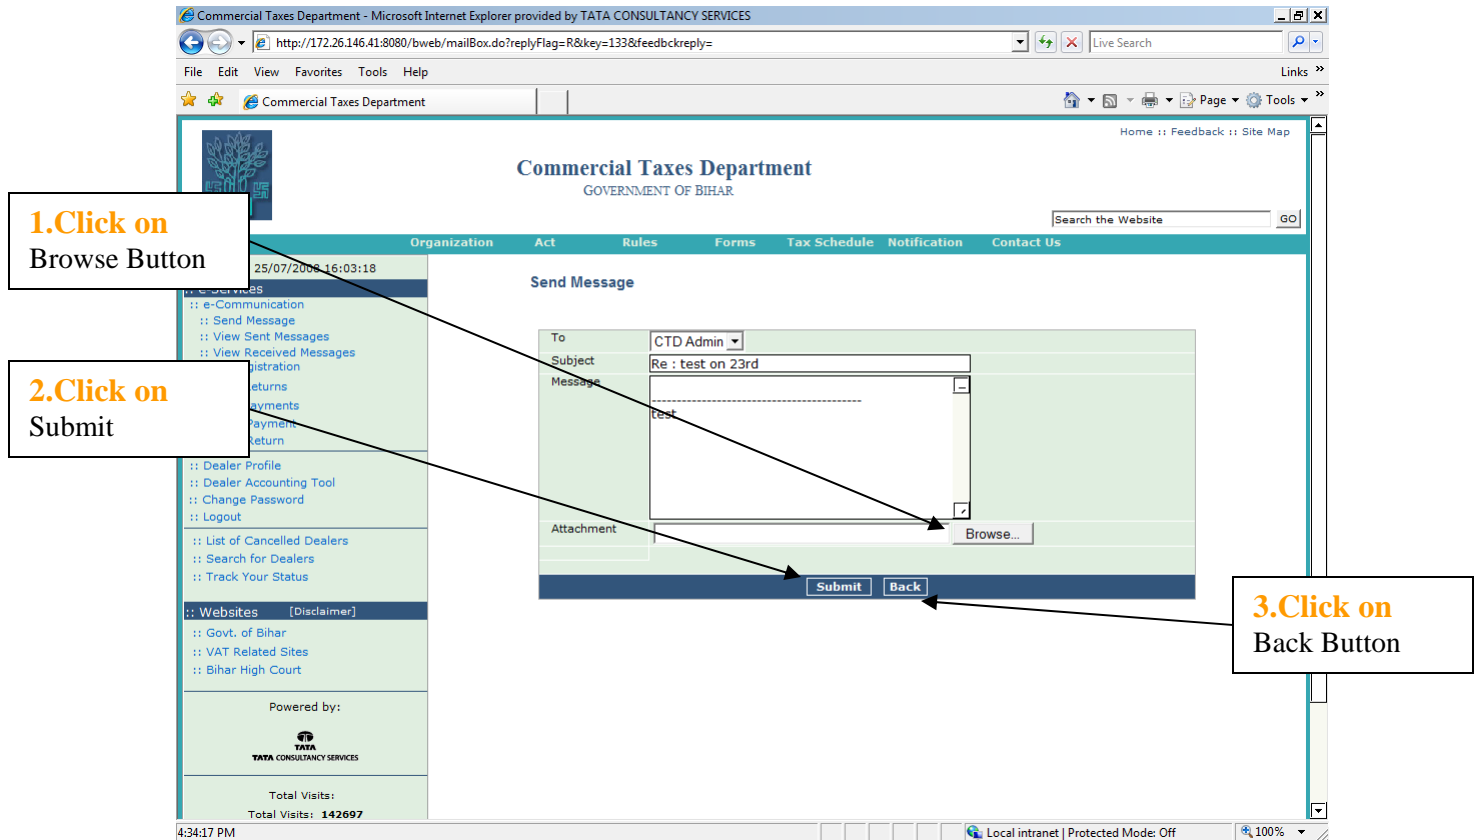 Commercial Taxes Department - Microsoft Internet Explorer provided by TATA CONSULTANCY SERVICES
http://172.26.146.41:8080/bweb/mailBox.do?replyFlag=R&key=133&feedbckreply=
Live Search
File Edit View Favorites Tools Help
Links »
Commercial Taxes Department
Page Tools »
Home :: Feedback :: Site Map
Commercial Taxes Department
GOVERNMENT OF BIHAR
Search the Website GO
Organization Act Rules Forms Tax Schedule Notification Contact Us
1.Click on
Browse Button
25/07/2008 16:03:18
:: e-Services
:: e-Communication
:: Send Message
:: View Sent Messages
:: View Received Messages
gistration
eturns
ayments
Payment
Return
2.Click on
Submit
:: Dealer Profile
:: Dealer Accounting Tool
:: Change Password
:: Logout
:: List of Cancelled Dealers
:: Search for Dealers
:: Track Your Status
:: Websites [Disclaimer]
:: Govt. of Bihar
:: VAT Related Sites
:: Bihar High Court
Powered by:
TATA
TATA CONSULTANCY SERVICES
Total Visits:
Total Visits: 142697
Send Message
To CTD Admin
Subject Re : test on 23rd
Message
------------------------------------------
test
Attachment Browse...
Submit Back
3.Click on
Back Button
4:34:17 PM
Local intranet | Protected Mode: Off
100%